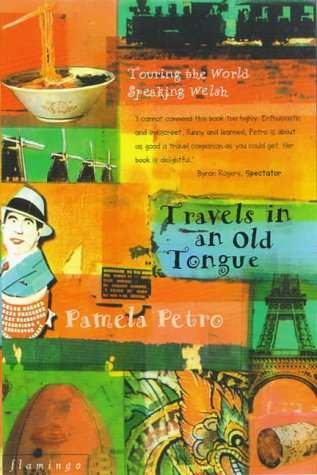 Touring the World
Speaking Welsh
'I cannot commend this book too highly. Enthusiastic
and indiscreet, funny and learned, Petro is about
as good a travel companion as you could get. Her
book is delightful.'
Byron Rogers, Spectator
Travels in
an Old
Tongue
Pamela Petro
flamingo